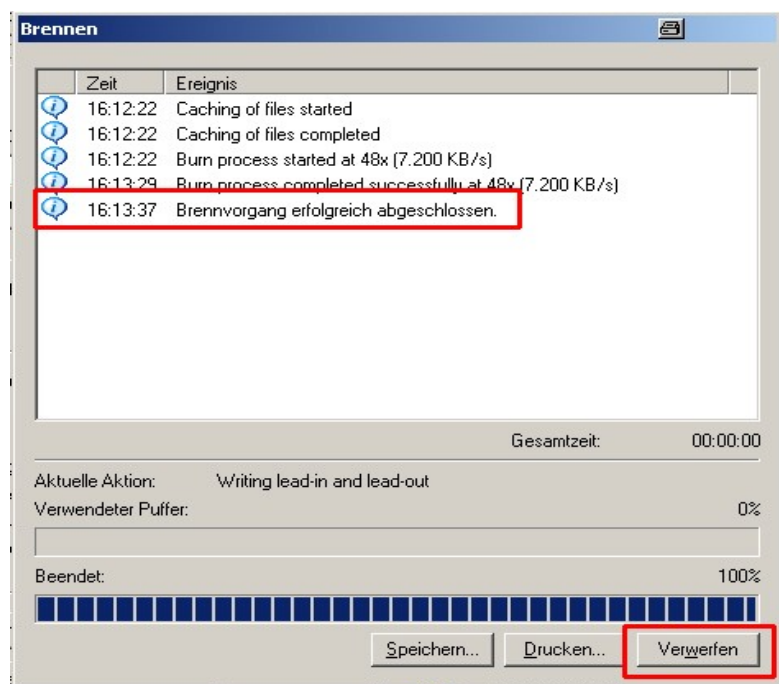 Brennen
Zeit Ereignis
16:12:22 Caching of files started
16:12:22 Caching of files completed
16:12:22 Burn process started at 48x (7.200 KB/s)
16:13:29 Burn process completed successfully at 48x (7.200 KB/s)
16:13:37 Brennvorgang erfolgreich abgeschlossen.
Gesamtzeit: 00:00:00
Aktuelle Aktion: Writing lead-in and lead-out
Verwendeter Puffer: 0%
Beendet: 100%
Speichern... Drucken... Verwerfen